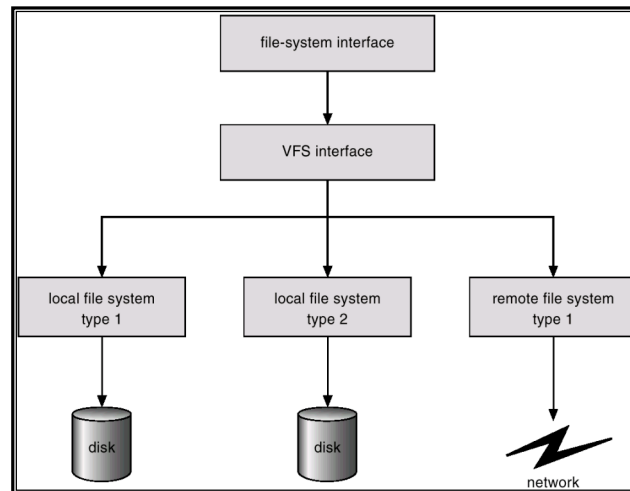 file-system interface
VFS interface
local file system
type 1
local file system
type 2
remote file system
type 1
disk
disk
network